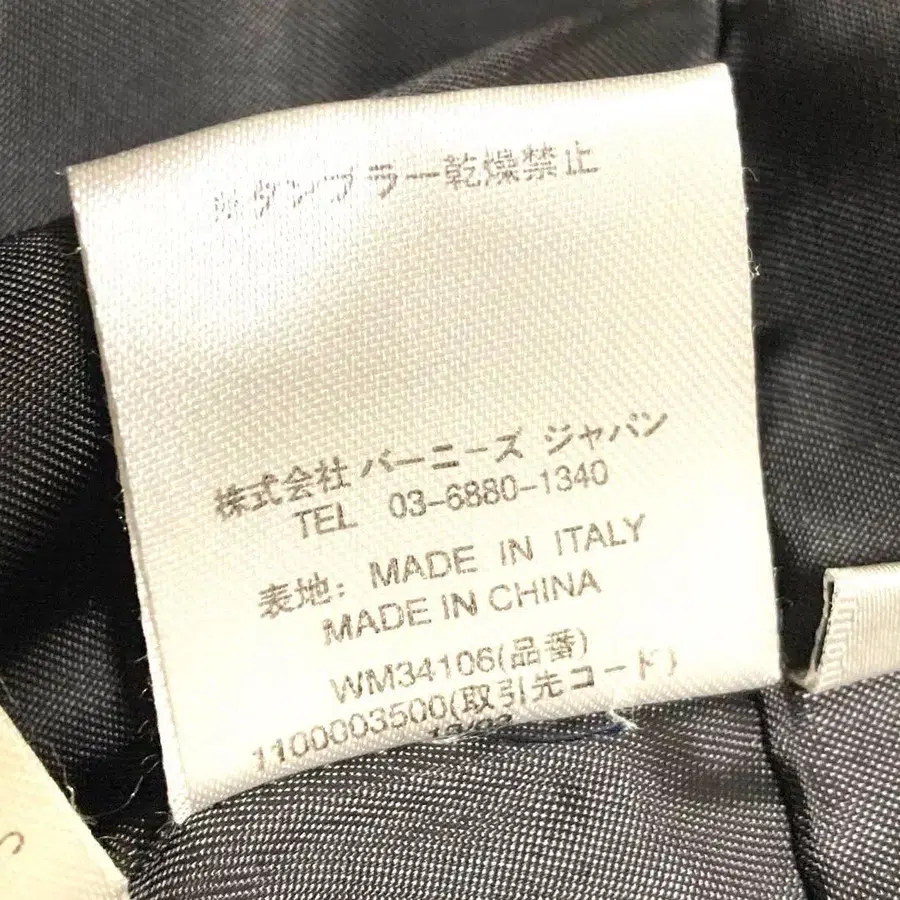 ※タンブラー乾燥禁止
株式会社 バーニーズ ジャパン
TEL 03-6880-1340
表地: MADE IN ITALY
MADE IN CHINA
WM34106(品番)
1100003500(取引先コード)